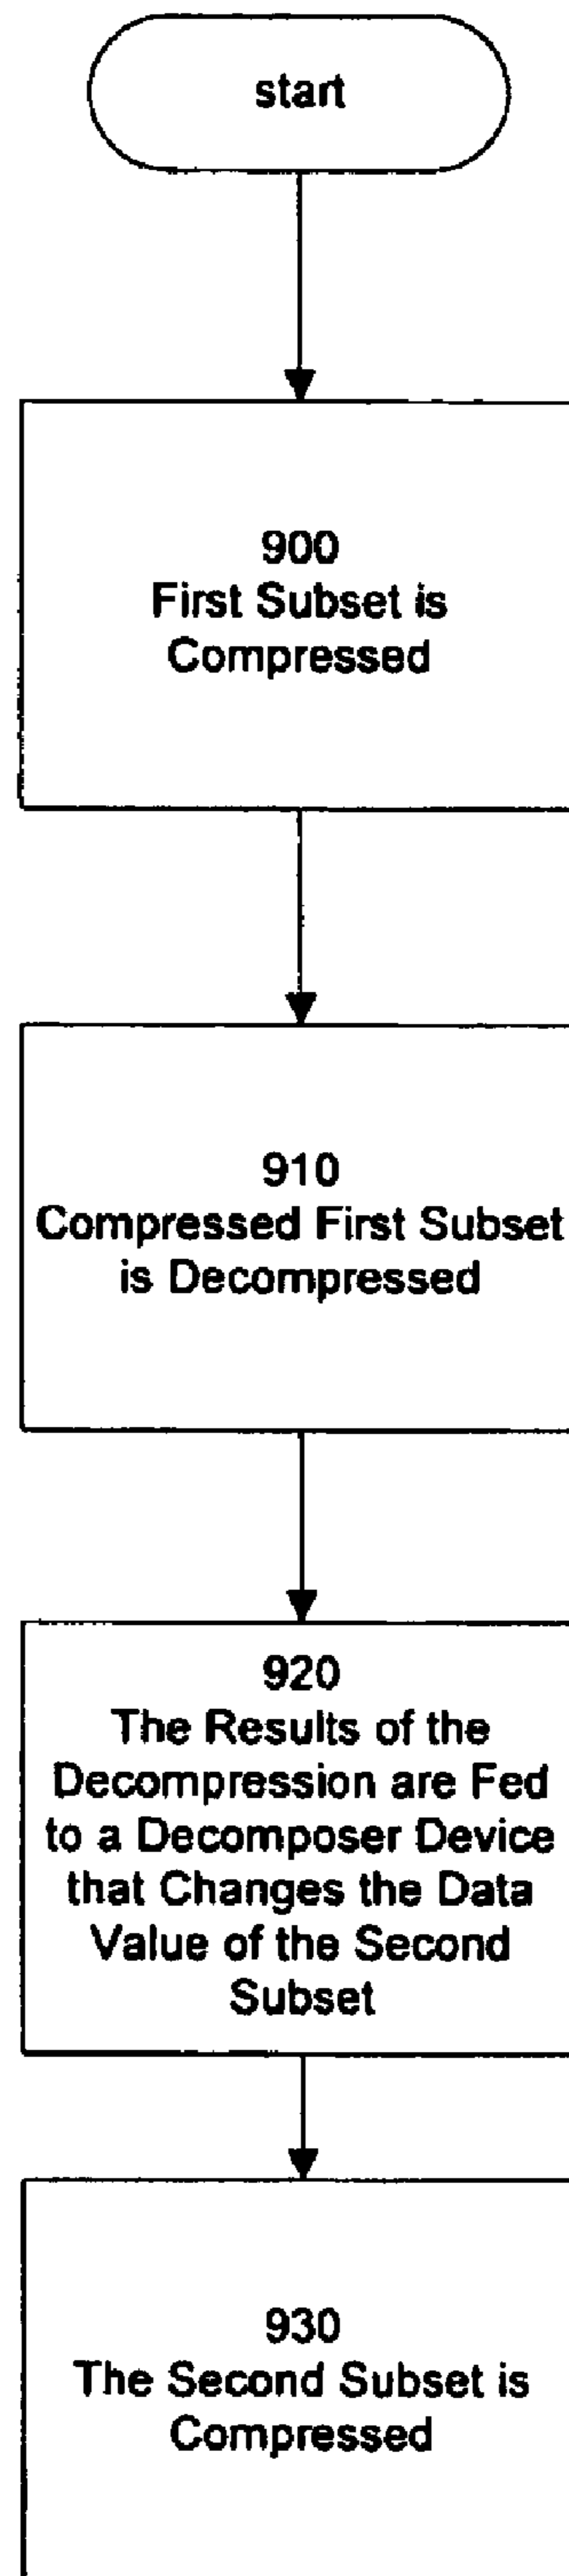 start
900
First Subset is
Compressed
910
Compressed First Subset
is Decompressed
920
The Results of the
Decompression are Fed
to a Decomposer Device
that Changes the Data
Value of the Second
Subset
930
The Second Subset is
Compressed